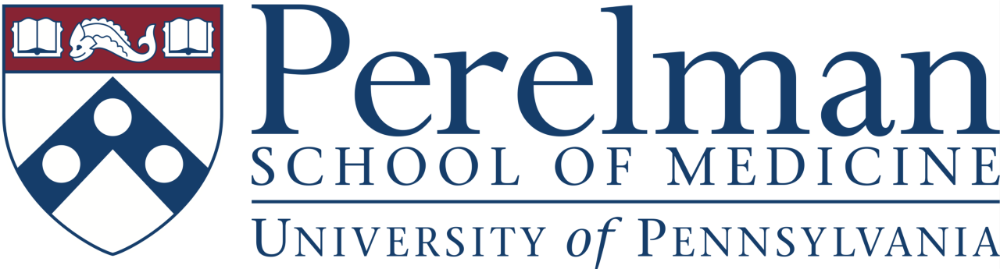 Perelman
SCHOOL OF MEDICINE
UNIVERSITY of PENNSYLVANIA